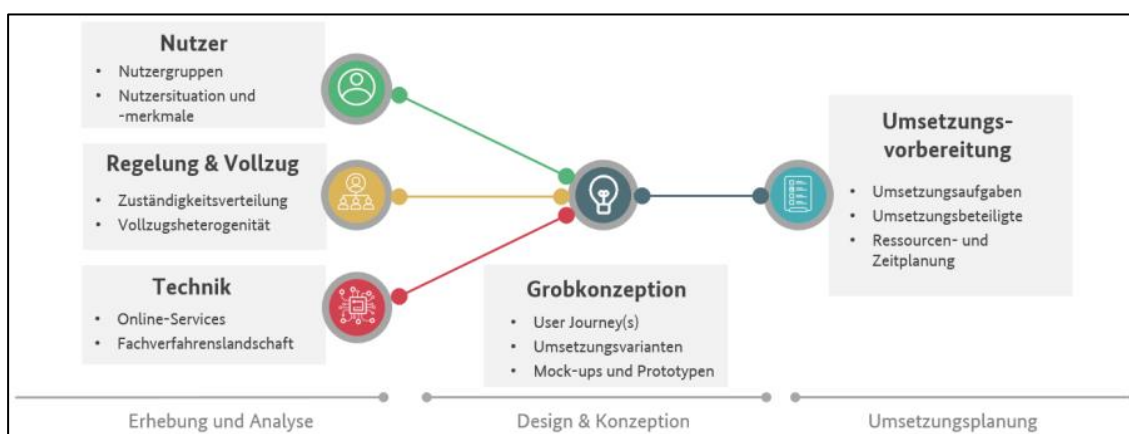 Nutzer
• Nutzergruppen
• Nutzersituation und
-merkmale
Regelung & Vollzug
• Zuständigkeitsverteilung
• Vollzugsheterogenität
Technik
• Online-Services
• Fachverfahrenslandschaft
Grobkonzeption
• User Journey(s)
• Umsetzungsvarianten
• Mock-ups und Prototypen
Umsetzungs-
vorbereitung
• Umsetzungsaufgaben
• Umsetzungsbeteiligte
• Ressourcen- und
Zeitplanung
Erhebung und Analyse
Design & Konzeption
Umsetzungsplanung